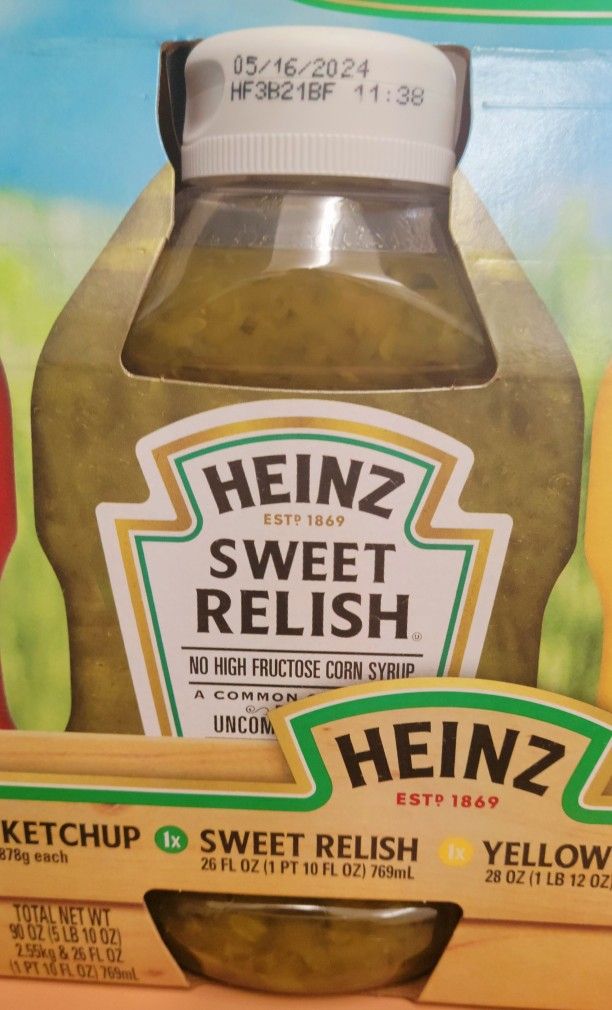 05/16/2024
HF3B21BF 11:38
HEINZ
ESTD 1869
SWEET
RELISH
NO HIGH FRUCTOSE CORN SYRUP
A COMMON
UNCOM
HEINZ
ESTD 1869
KETCHUP 1x SWEET RELISH 1x YELLOW
878g each 26 FL OZ (1 PT 10 FL OZ) 769mL 28 OZ (1 LB 12 OZ
TOTAL NET WT
90 OZ (5 LB 10 OZ)
2.55kg & 26 FL OZ
(1 PT 10 FL OZ) 769mL